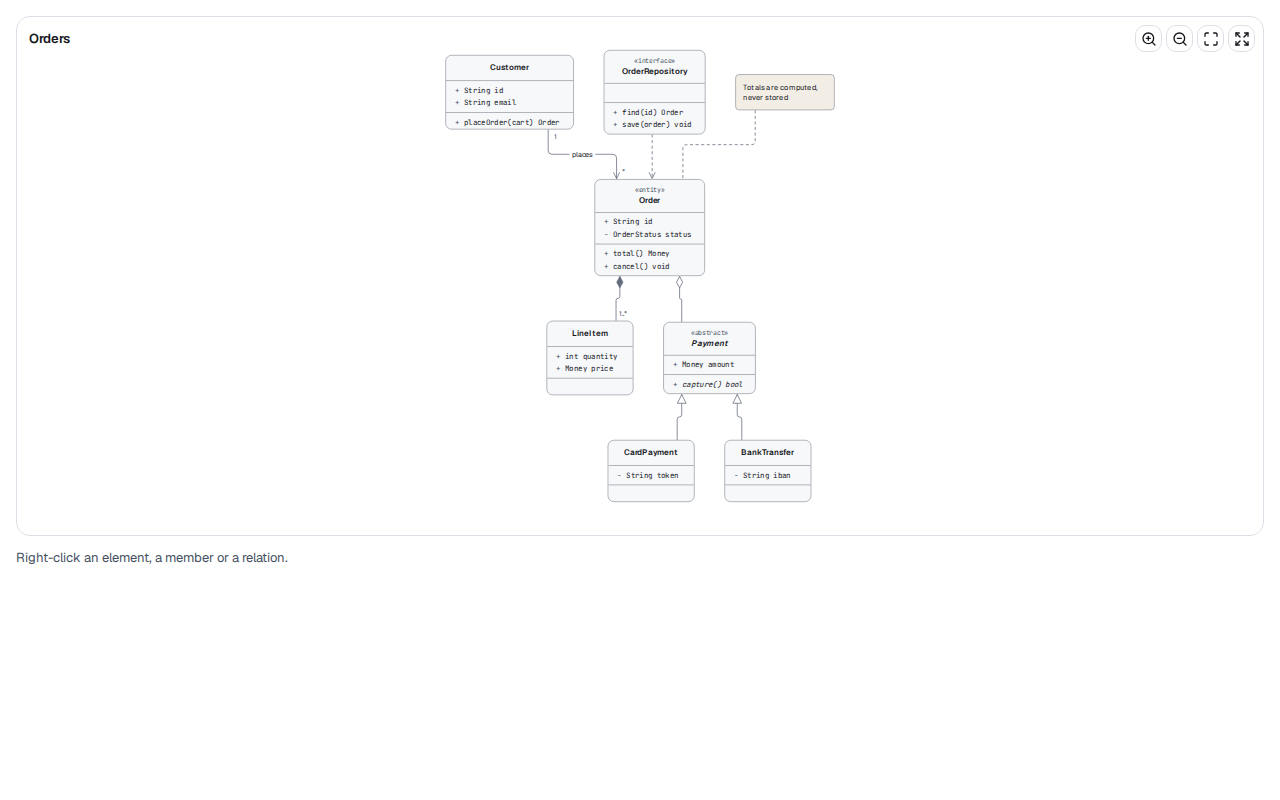 Orders
Customer
+ String id
+ String email
+ placeOrder(cart) Order
«interface»
OrderRepository
+ find(id) Order
+ save(order) void
Totals are computed,
never stored
1
places
*
«entity»
Order
+ String id
- OrderStatus status
+ total() Money
+ cancel() void
1..*
LineItem
+ int quantity
+ Money price
«abstract»
Payment
+ Money amount
+ capture() bool
CardPayment
- String token
BankTransfer
- String iban
Right-click an element, a member or a relation.